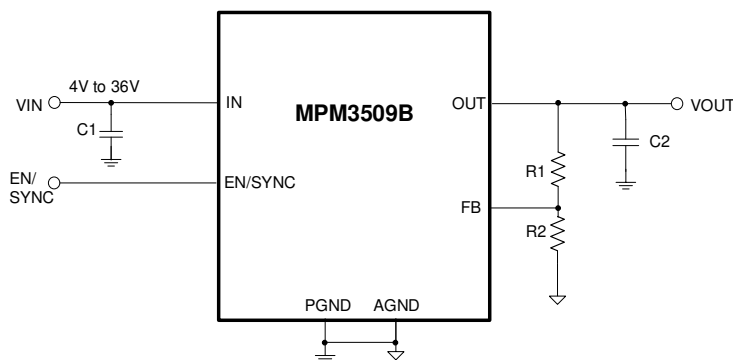 4V to 36V
VIN
IN
MPM3509B
OUT
VOUT
C1
C2
R1
EN/
SYNC
EN/SYNC
FB
R2
PGND
AGND